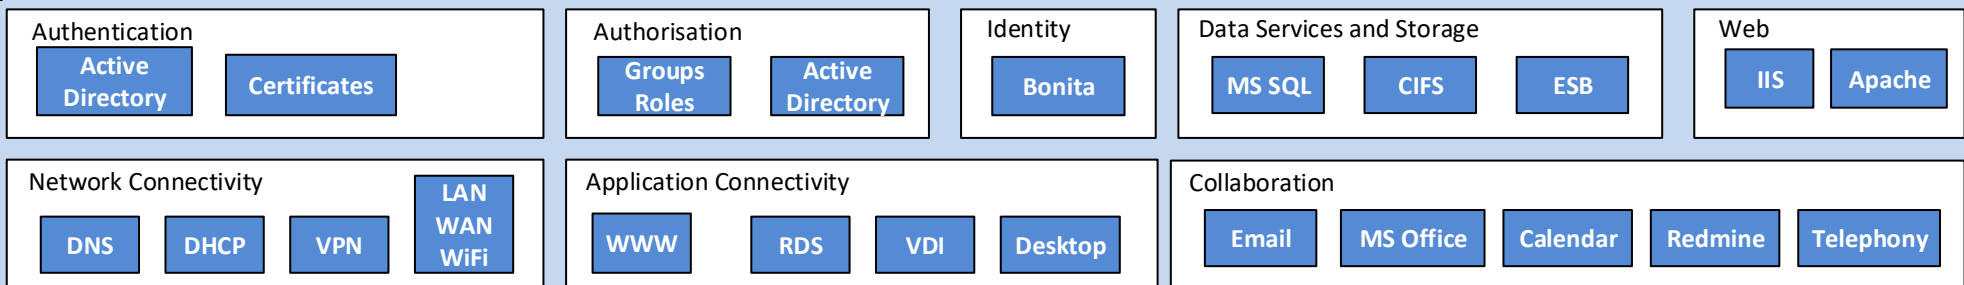 Authentication
Active
Directory
Certificates
Authorisation
Groups
Roles
Active
Directory
Identity
Bonita
Data Services and Storage
MS SQL
CIFS
ESB
Web
IIS
Apache
Network Connectivity
DNS
DHCP
VPN
LAN
WAN
WiFi
Application Connectivity
WWW
RDS
VDI
Desktop
Collaboration
Email
MS Office
Calendar
Redmine
Telephony